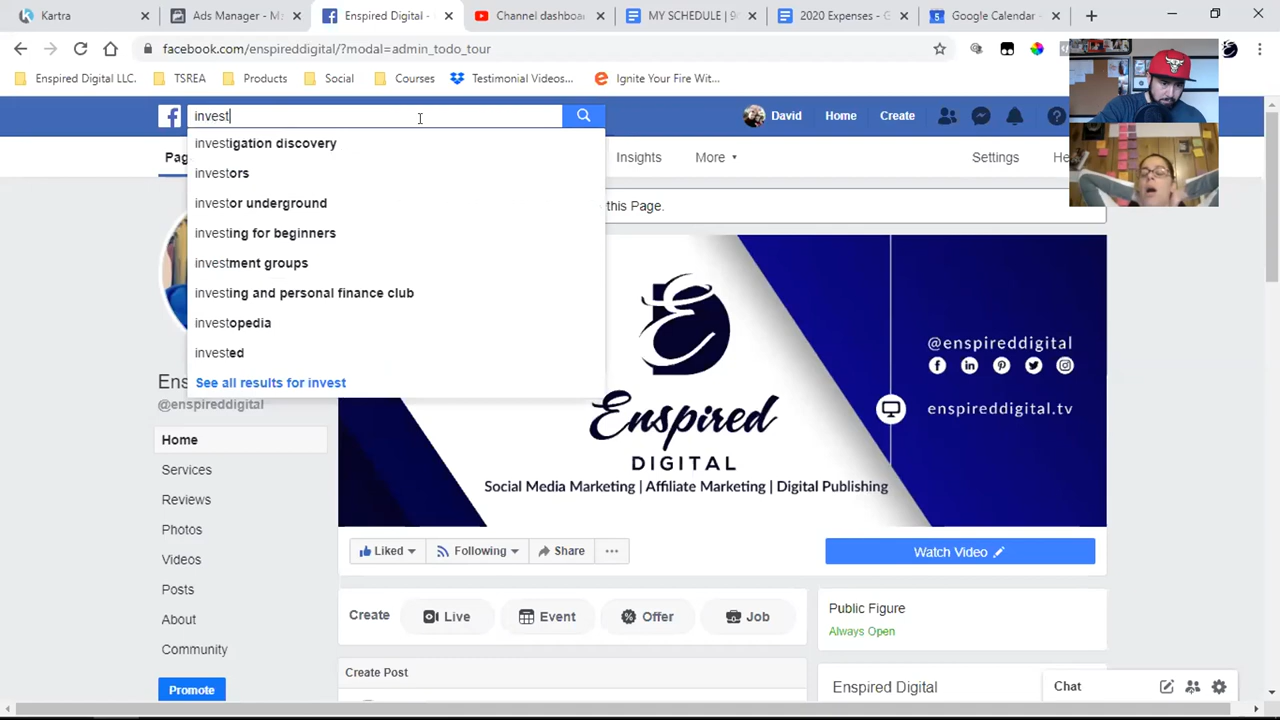 Kartra
Ads Manager - M
Enspired Digital -
Channel dashboa
MY SCHEDULE | 9
2020 Expenses - G
Google Calendar -
facebook.com/enspireddigital/?modal=admin_todo_tour
Enspired Digital LLC.
TSREA
Products
Social
Courses
Testimonial Videos...
Ignite Your Fire Wit...
invest
David
Home
Create
Pag
Insights
More
Settings
He
investigation discovery
investors
investor underground
investing for beginners
investment groups
investing and personal finance club
investopedia
invested
See all results for invest
this Page.
Ens
@enspireddigital
Home
Services
Reviews
Photos
Videos
Posts
About
Community
Promote
E
Enspired
DIGITAL
Social Media Marketing | Affiliate Marketing | Digital Publishing
@enspireddigital
enspireddigital.tv
Liked
Following
Share
Watch Video
Create
Live
Event
Offer
Job
Create Post
Public Figure
Always Open
Enspired Digital
Chat